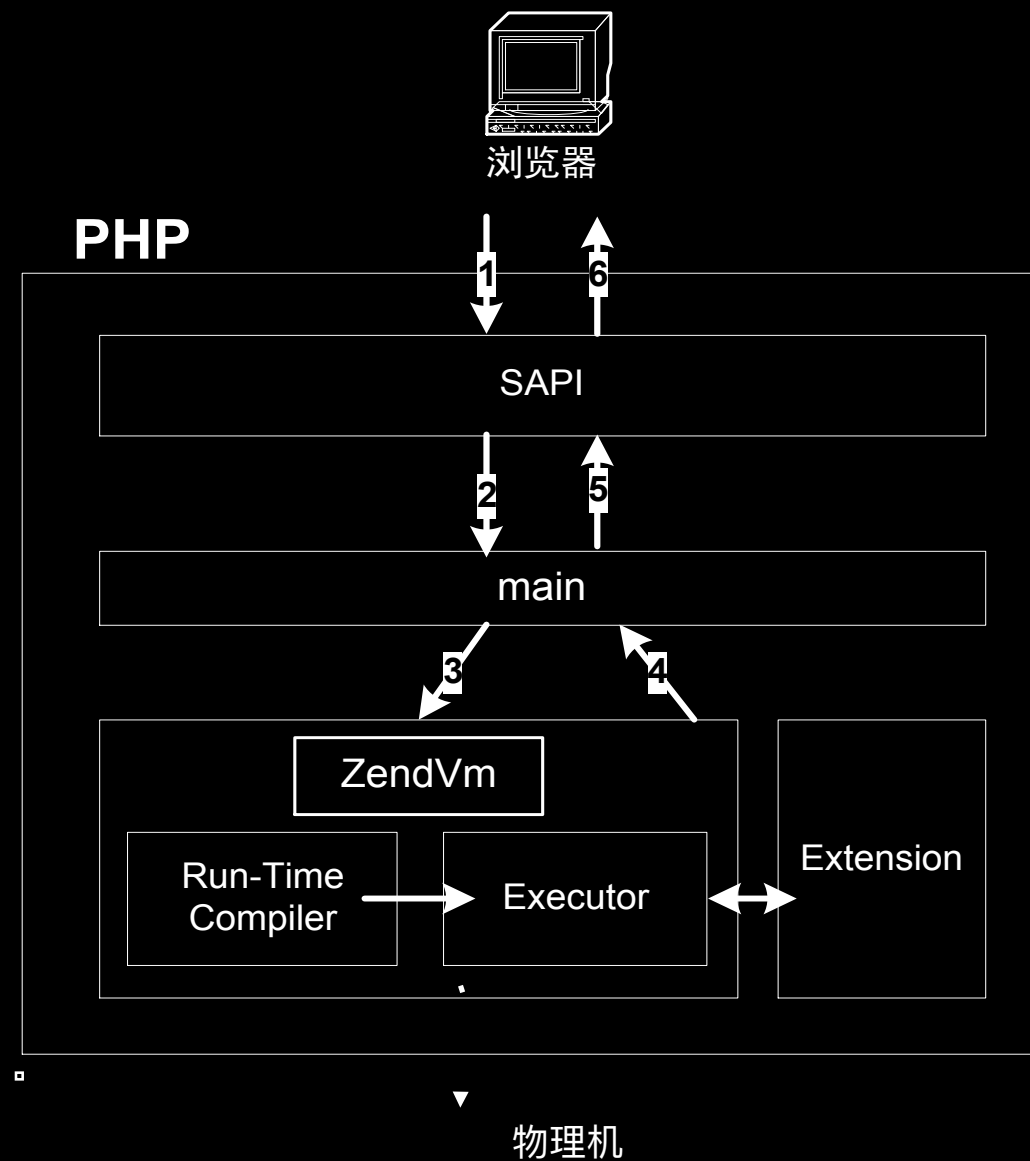 浏览器
PHP
1
6
SAPI
2
5
main
3
4
ZendVm
Run-Time
Compiler
Executor
Extension
物理机